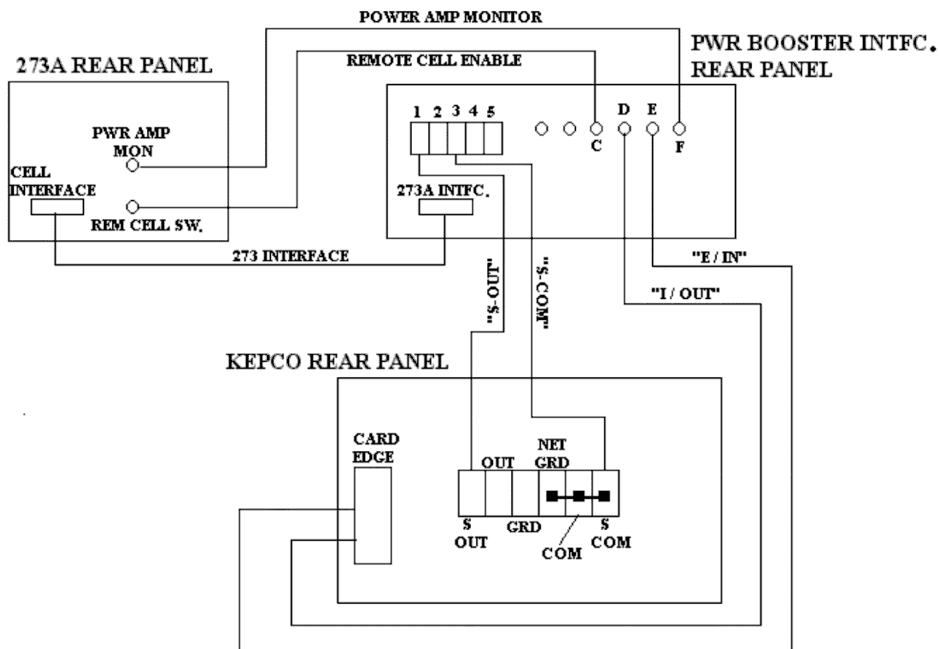 POWER AMP MONITOR
PWR BOOSTER INTFC.
REAR PANEL
273A REAR PANEL
REMOTE CELL ENABLE
1 2 3 4 5
D E
C F
PWR AMP
MON
CELL
INTERFACE
REM CELL SW.
273A INTFC.
273 INTERFACE
"E / IN"
"S-OUT"
"S-COM"
"I / OUT"
KEPCO REAR PANEL
CARD
EDGE
NET
OUT GRD
S GRD S
OUT COM COM